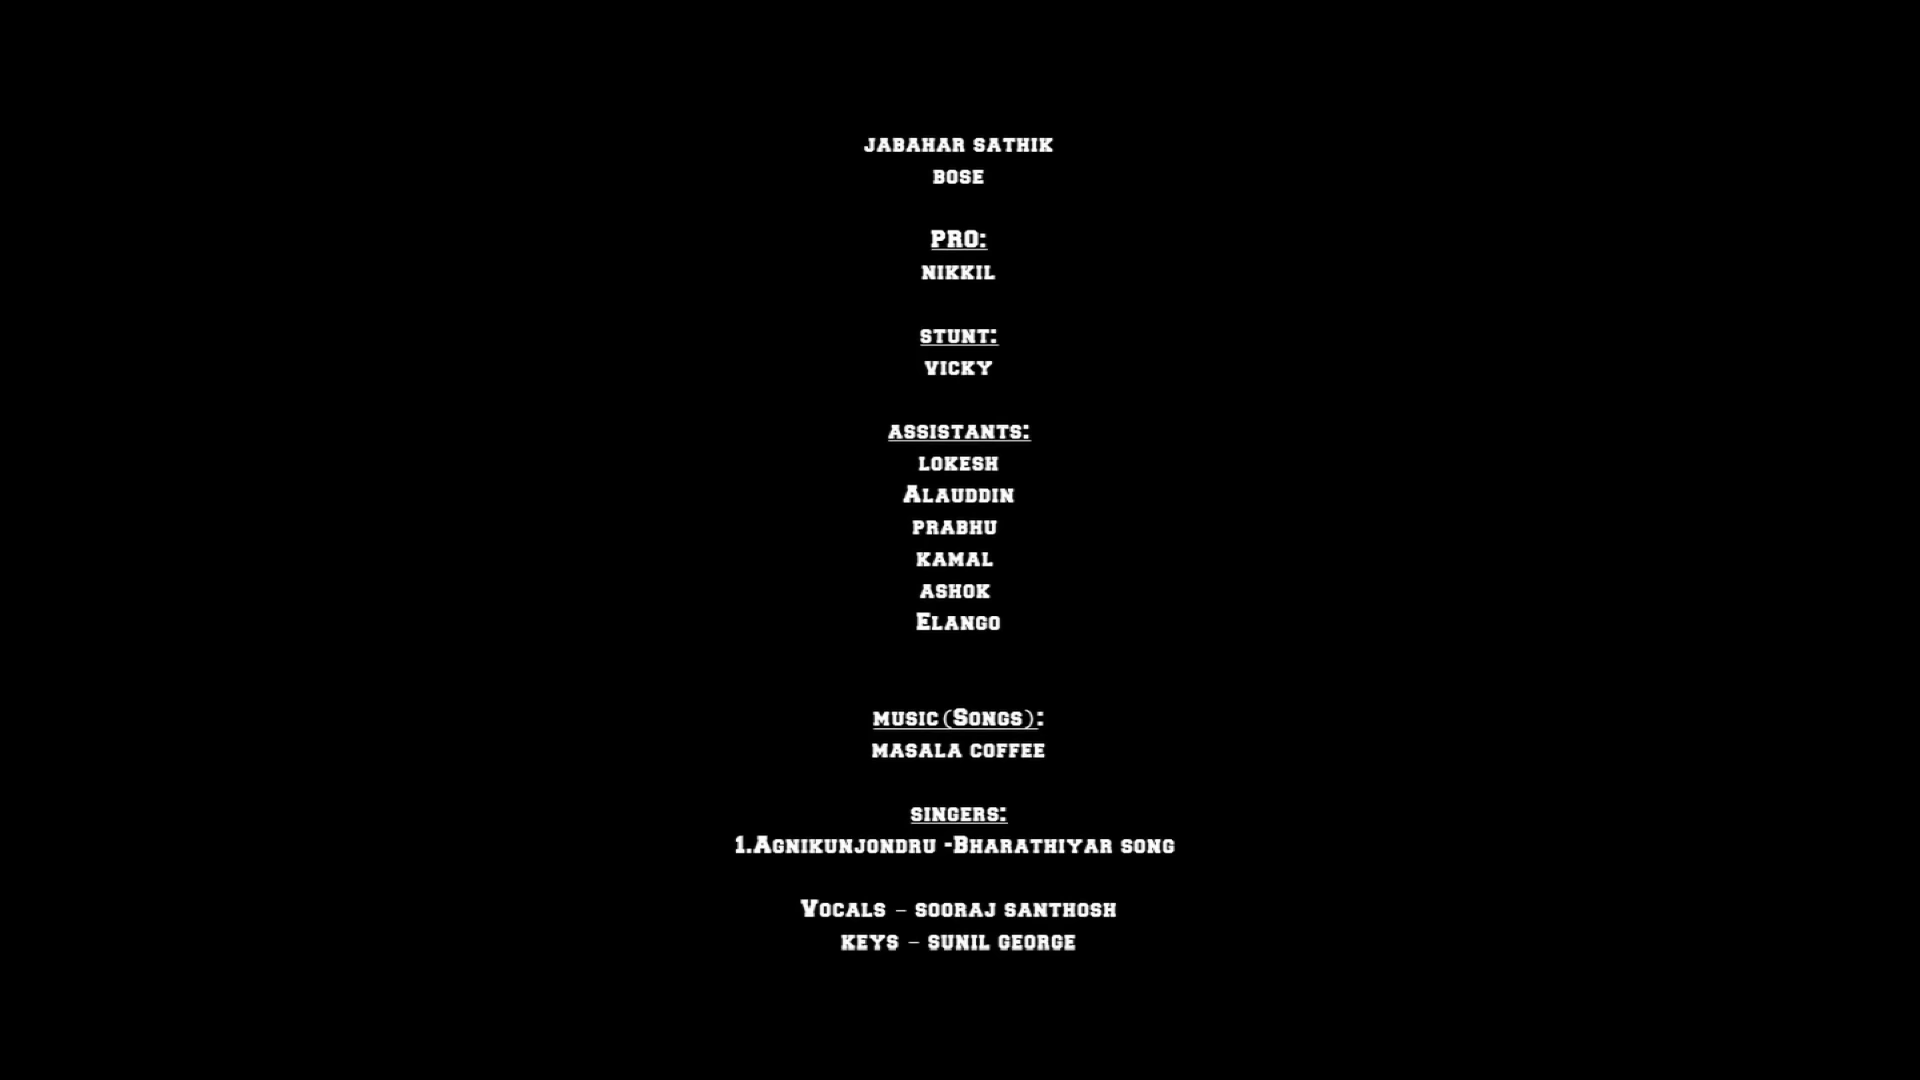 JABAHAR SATHIK
BOSE
PRO:
NIKKIL
STUNT:
VICKY
ASSISTANTS:
LOKESH
ALAUDDIN
PRABHU
KAMAL
ASHOK
ELANGO
MUSIC(SONGS):
MASALA COFFEE
SINGERS:
1.AGNIKUNJONDRU -BHARATHIYAR SONG
VOCALS – SOORAJ SANTHOSH
KEYS – SUNIL GEORGE